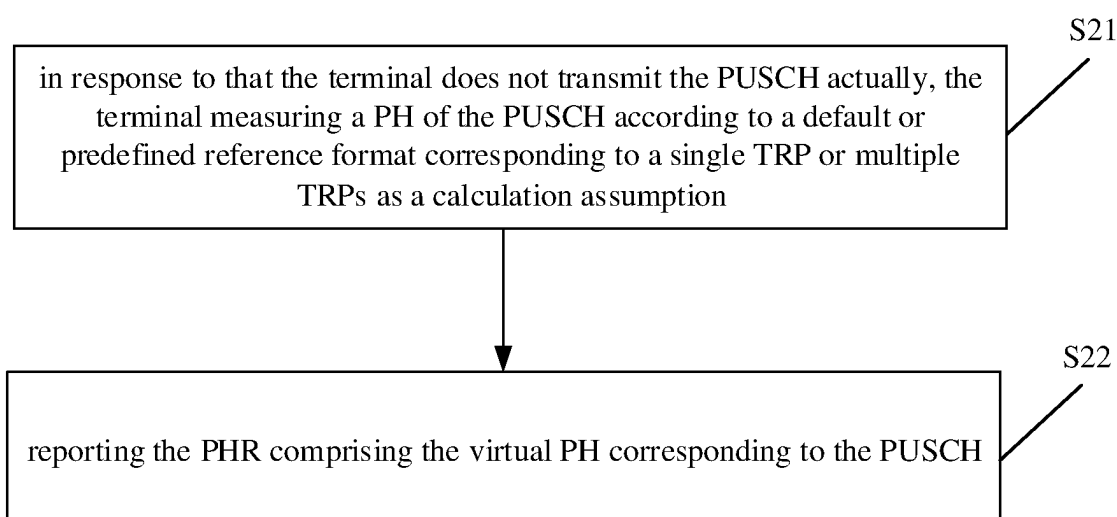 S21
in response to that the terminal does not transmit the PUSCH actually, the
terminal measuring a PH of the PUSCH according to a default or
predefined reference format corresponding to a single TRP or multiple
TRPs as a calculation assumption
S22
reporting the PHR comprising the virtual PH corresponding to the PUSCH